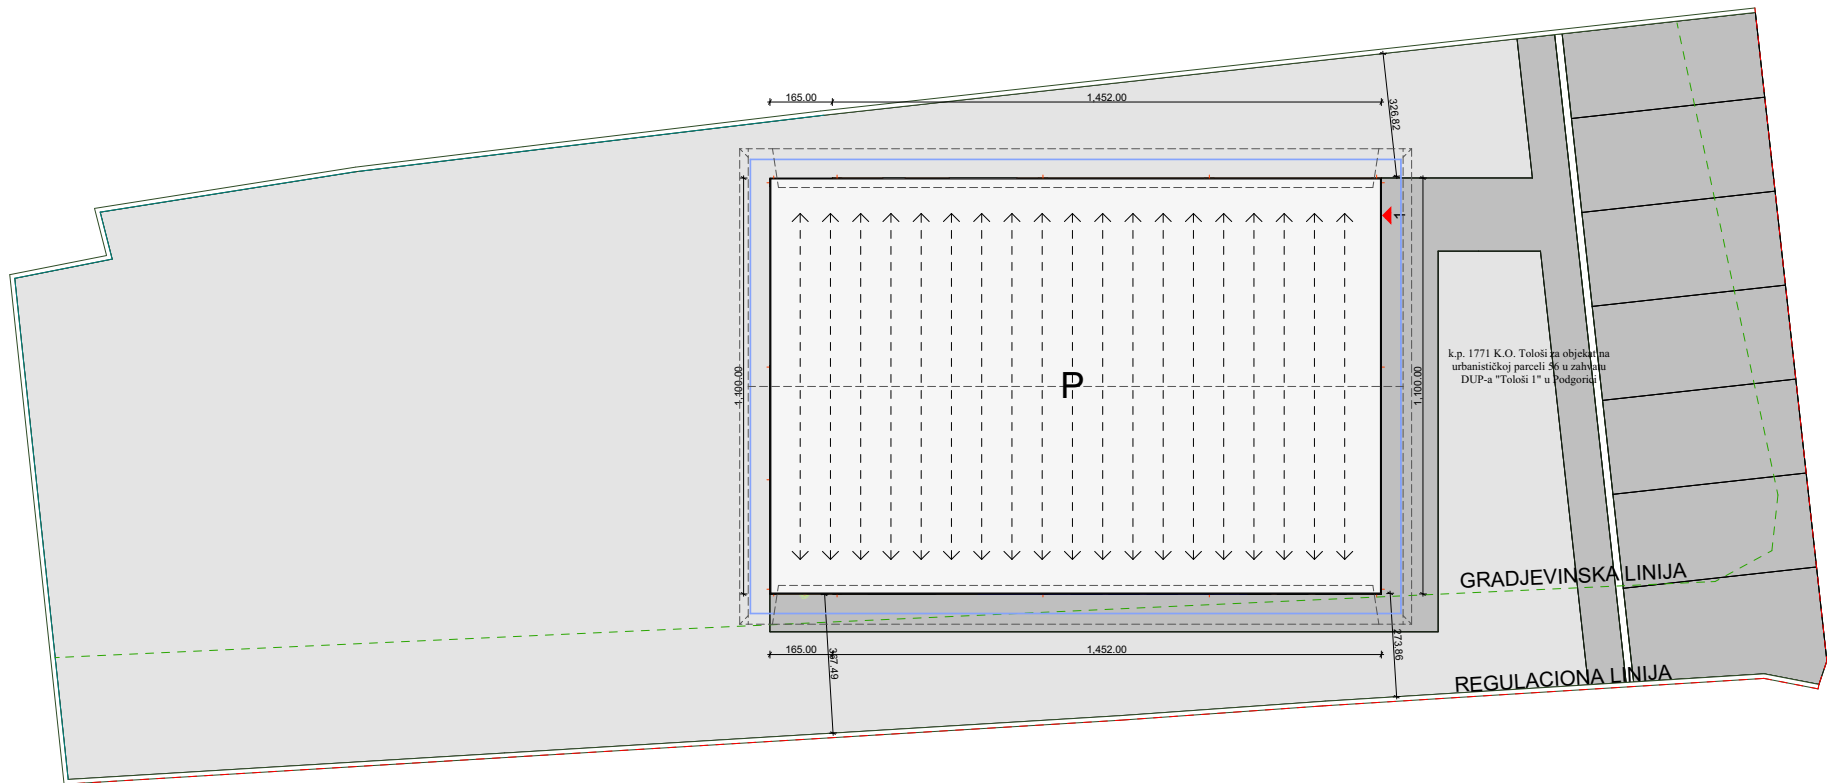 165.00
1,452.00
326.82
1
1,100.00
P
1,100.00
k.p. 1771 K.O. Tološi za objekat na
urbanističkoj parceli 56 u zahvatu
DUP-a "Tološi 1" u Podgorici
GRADJEVINSKA LINIJA
165.00
367.49
1,452.00
273.86
REGULACIONA LINIJA